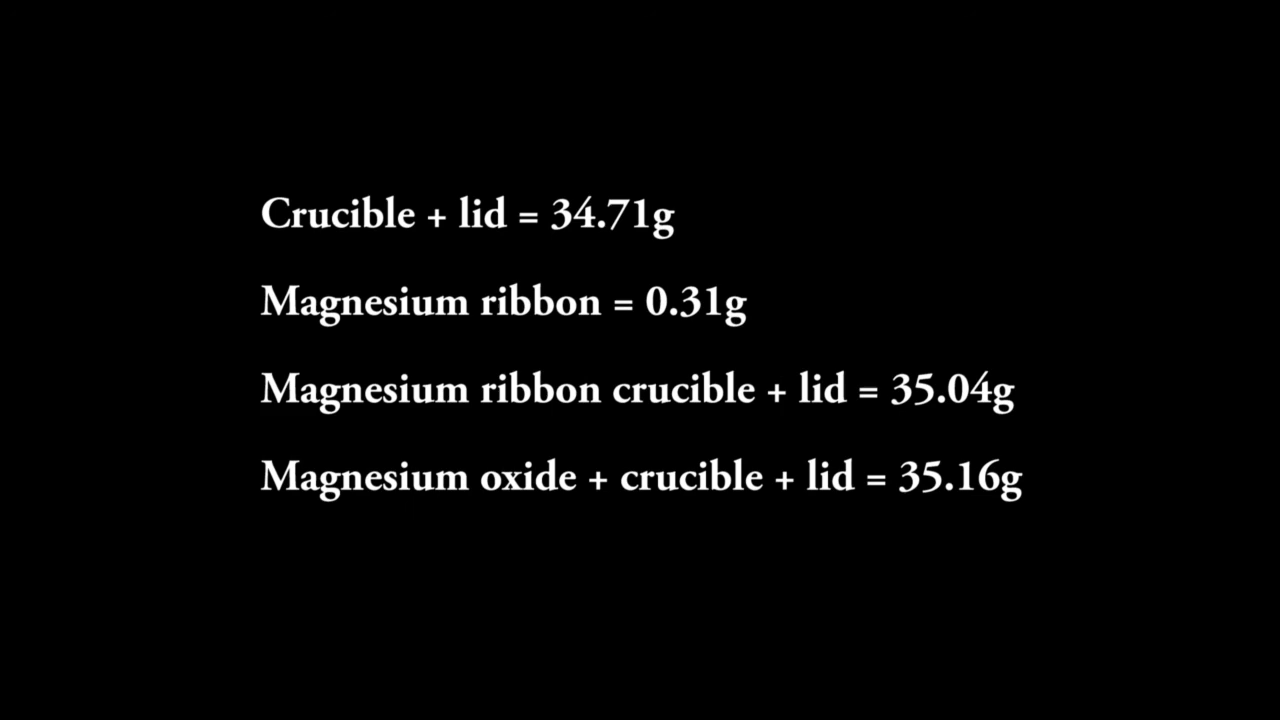 Crucible + lid = 34.71g
Magnesium ribbon = 0.31g
Magnesium ribbon crucible + lid = 35.04g
Magnesium oxide + crucible + lid = 35.16g